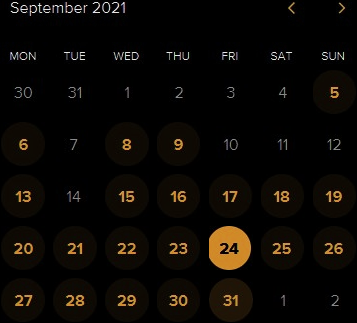 September 2021 < >
MON TUE WED THU FRI SAT SUN
30 31 1 2 3 4 5
6 7 8 9 10 11 12
13 14 15 16 17 18 19
20 21 22 23 24 25 26
27 28 29 30 31 1 2